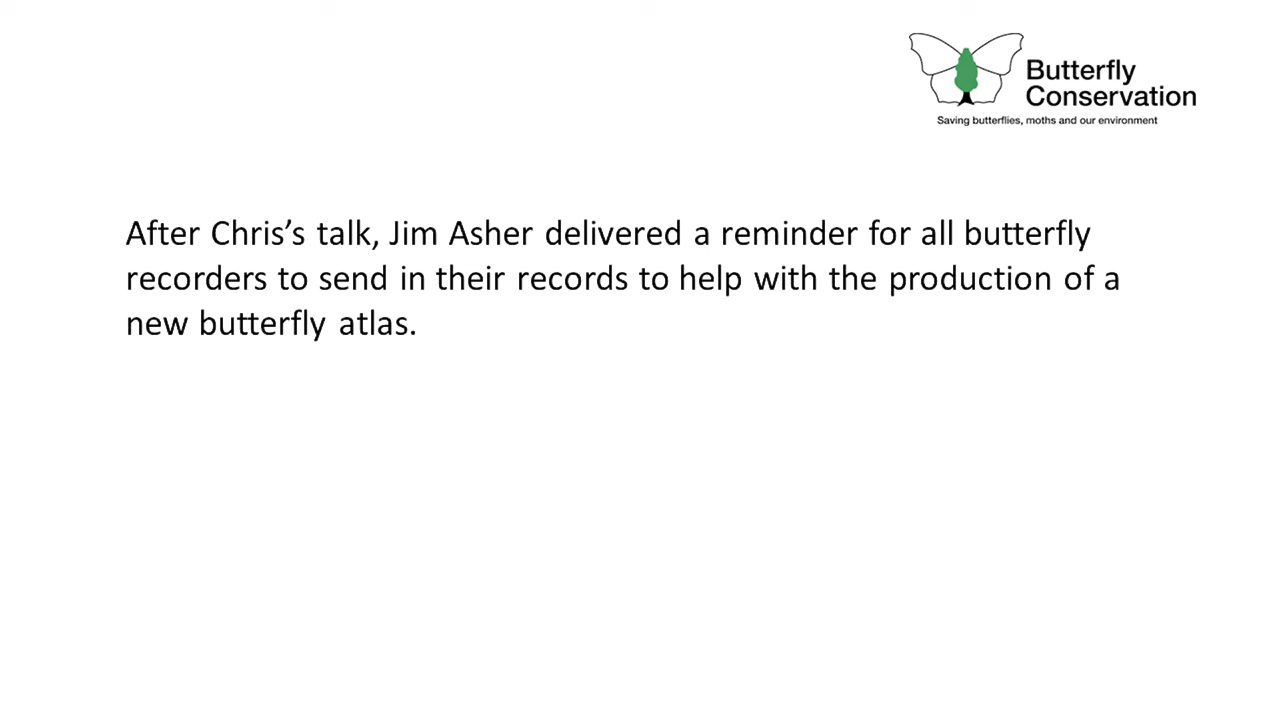 Butterfly
Conservation
Saving butterflies, moths and our environment
After Chris’s talk, Jim Asher delivered a reminder for all butterfly
recorders to send in their records to help with the production of a
new butterfly atlas.